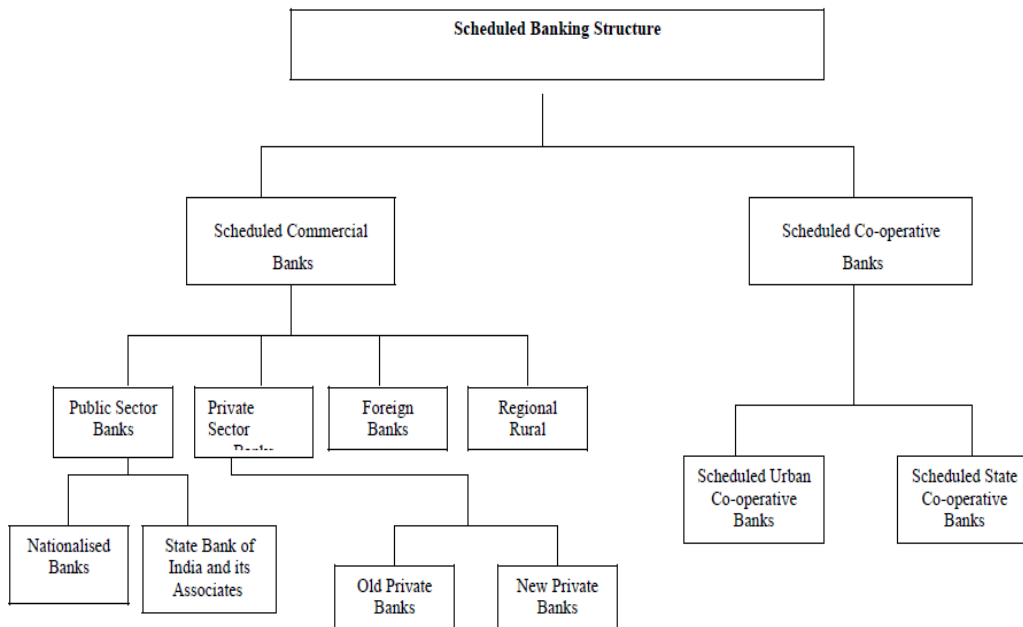 Scheduled Banking Structure
Scheduled Commercial
Banks
Scheduled Co-operative
Banks
Public Sector
Banks
Private
Sector
Banks
Foreign
Banks
Regional
Rural
Scheduled Urban
Co-operative
Banks
Scheduled State
Co-operative
Banks
Nationalised
Banks
State Bank of
India and its
Associates
Old Private
Banks
New Private
Banks